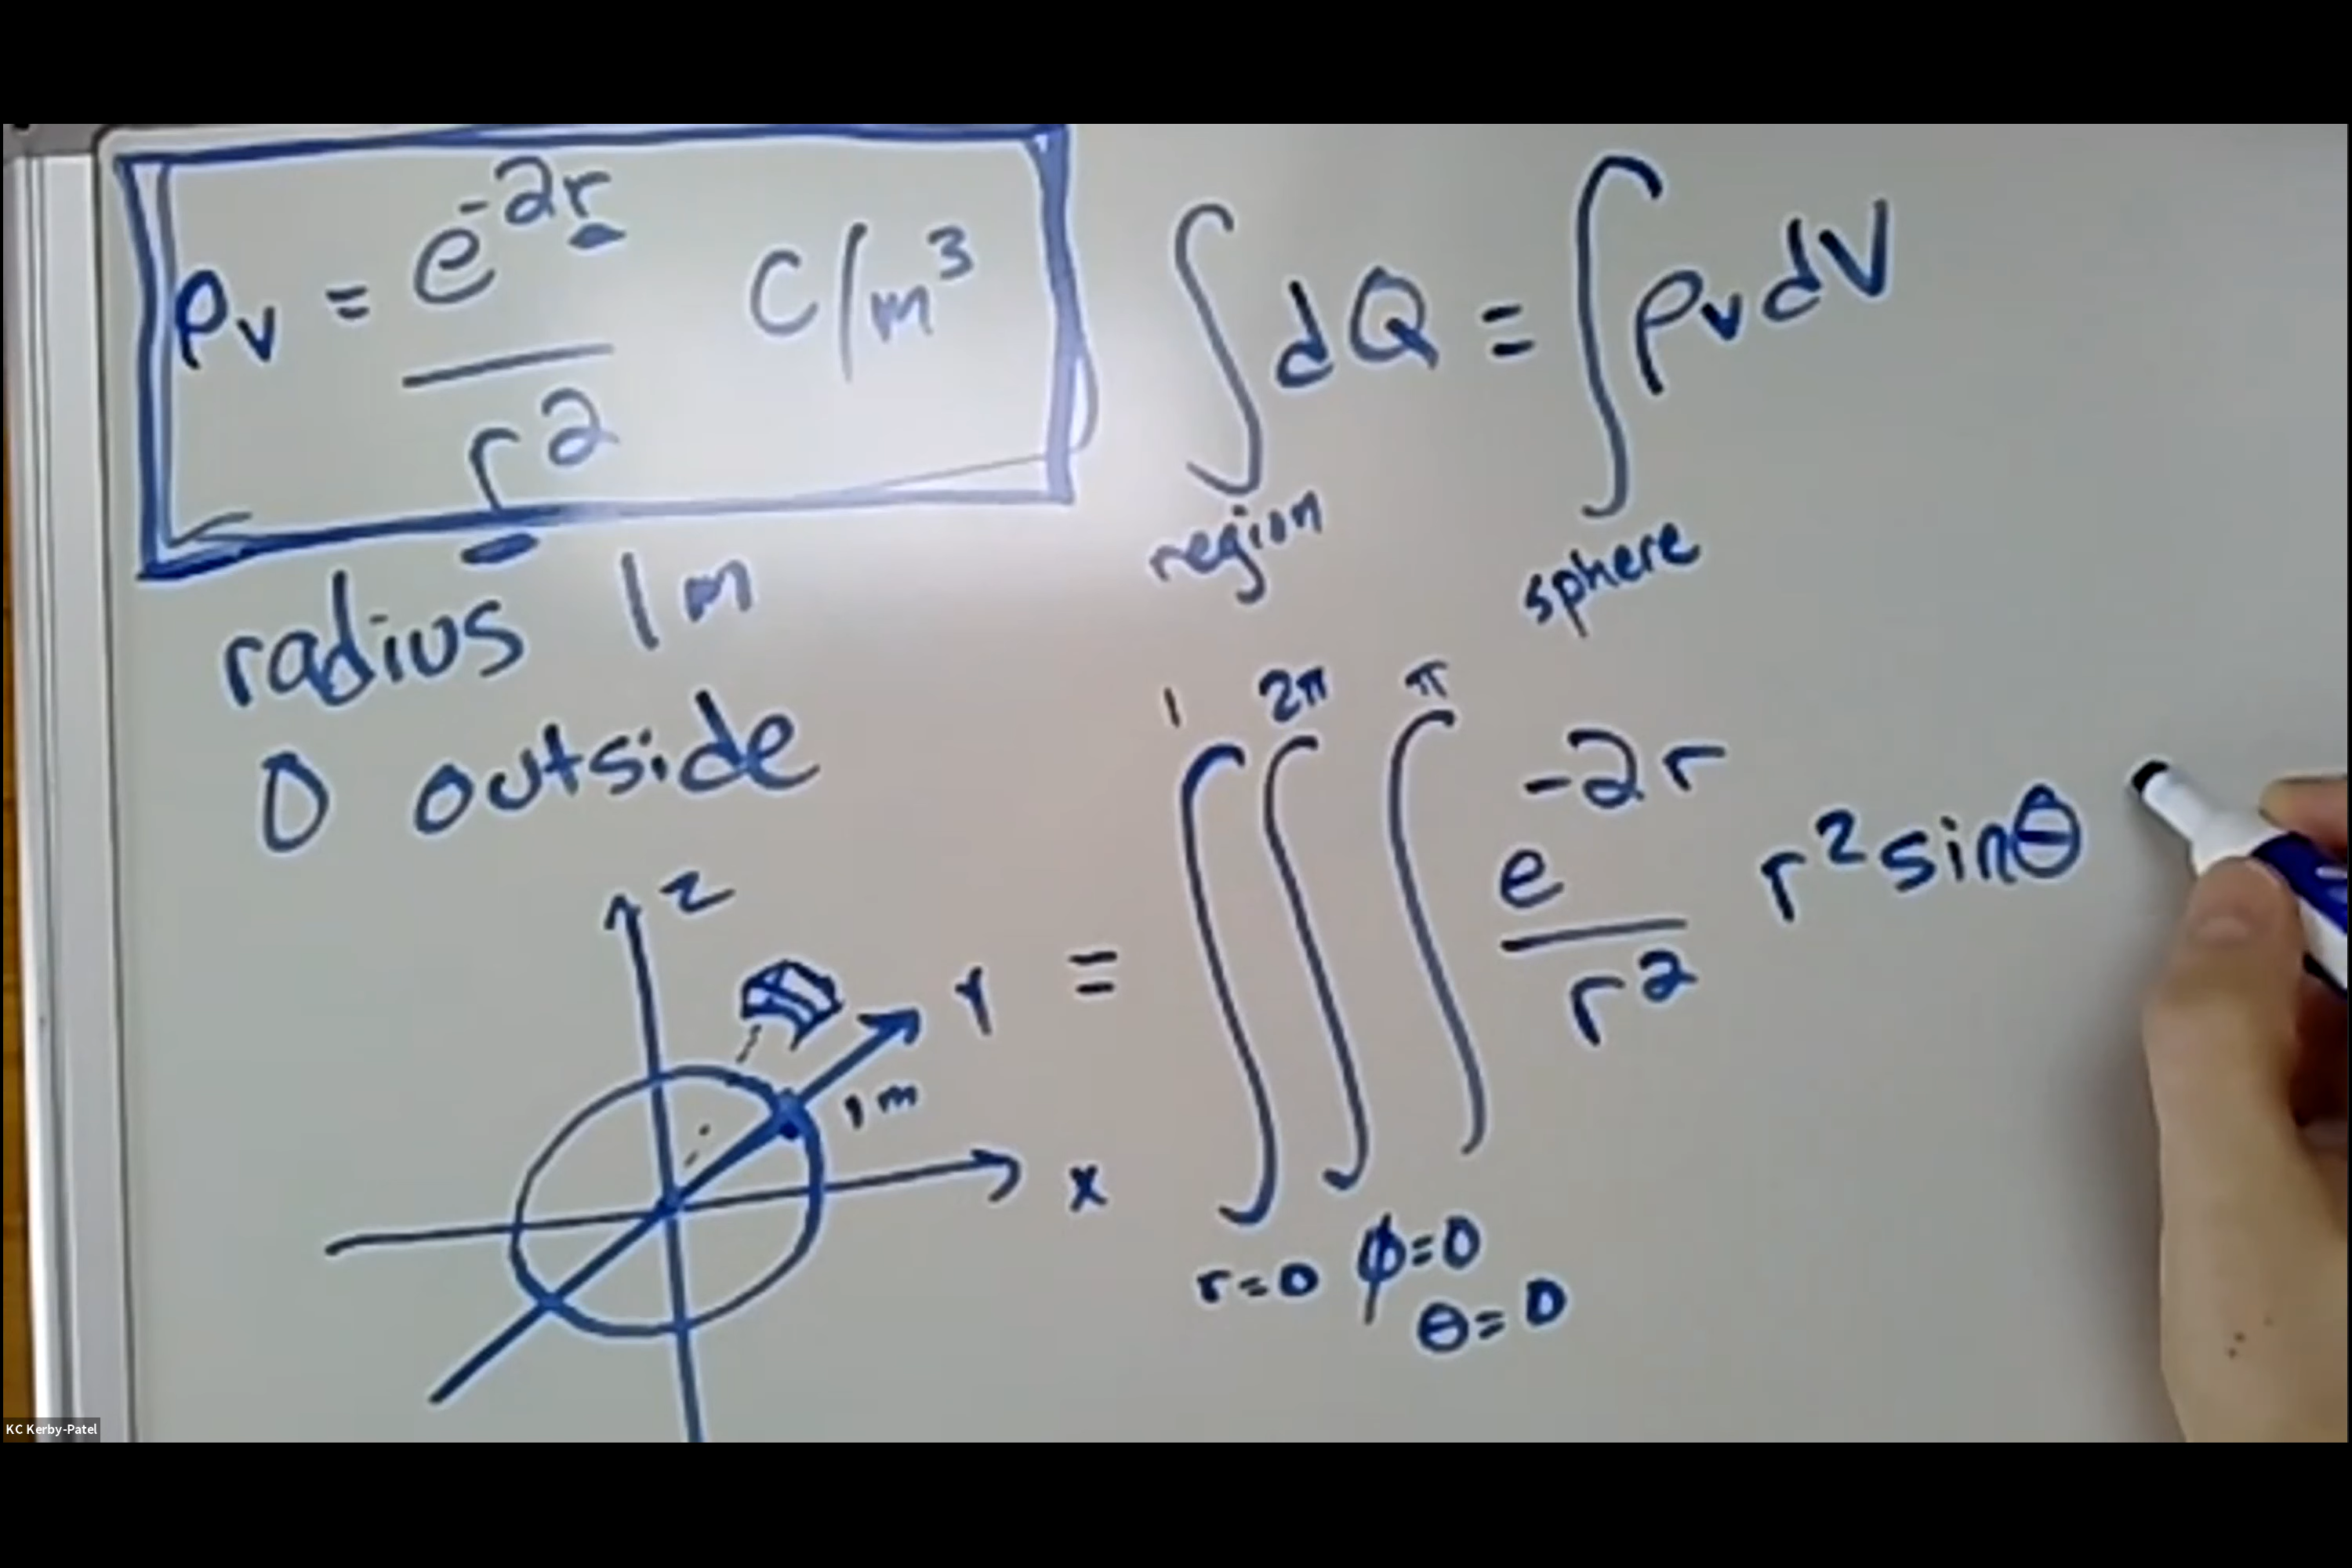 ρv = e^-2r / r^2 C/m^3
radius 1m
0 outside
z
Y
1m
x
∫ region dQ = ∫ sphere ρv dV
= ∫ r=0 1 ∫ ϕ=0 2π ∫ θ=0 π e^-2r / r^2 r^2 sinθ
KC Kerby-Patel